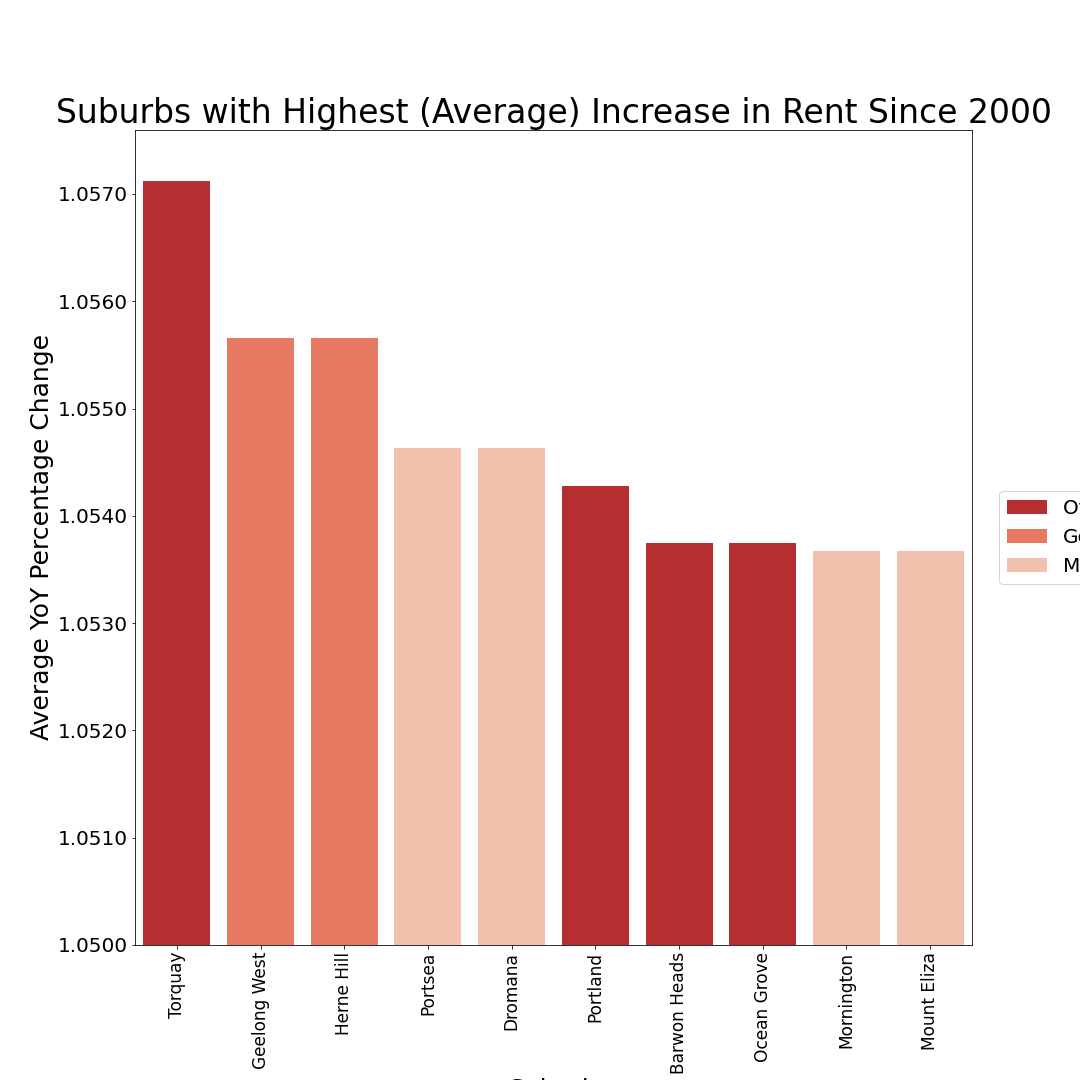 Suburbs with Highest (Average) Increase in Rent Since 2000
Average YoY Percentage Change
1.0570
1.0560
1.0550
1.0540
1.0530
1.0520
1.0510
1.0500
Torquay
Geelong West
Herne Hill
Portsea
Dromana
Portland
Barwon Heads
Ocean Grove
Mornington
Mount Eliza